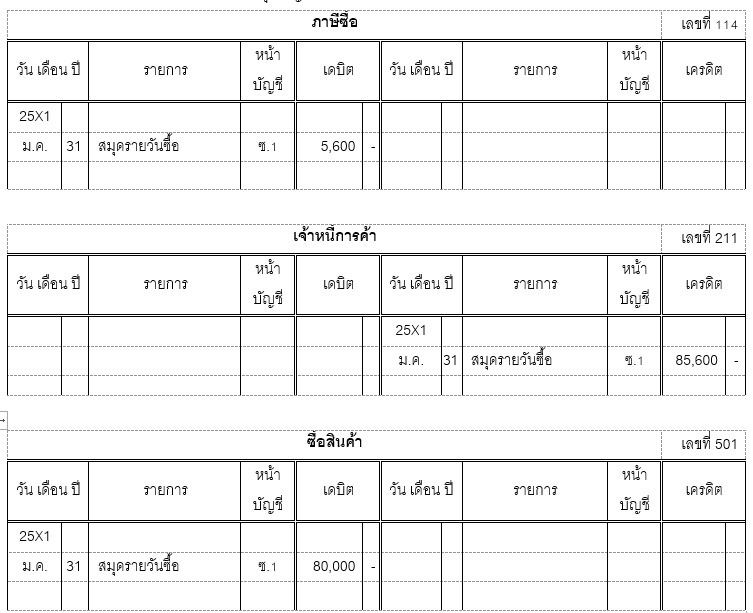 ภาษีซื้อ เลขที่ 114
วัน เดือน ปี รายการ หน้า บัญชี เดบิต วัน เดือน ปี รายการ หน้า บัญชี เครดิต
25X1
ม.ค. 31 สมุดรายวันซื้อ ซ.1 5,600 -
เจ้าหนี้การค้า เลขที่ 211
วัน เดือน ปี รายการ หน้า บัญชี เดบิต วัน เดือน ปี รายการ หน้า บัญชี เครดิต
25X1
ม.ค. 31 สมุดรายวันซื้อ ซ.1 85,600 -
ซื้อสินค้า เลขที่ 501
วัน เดือน ปี รายการ หน้า บัญชี เดบิต วัน เดือน ปี รายการ หน้า บัญชี เครดิต
25X1
ม.ค. 31 สมุดรายวันซื้อ ซ.1 80,000 -